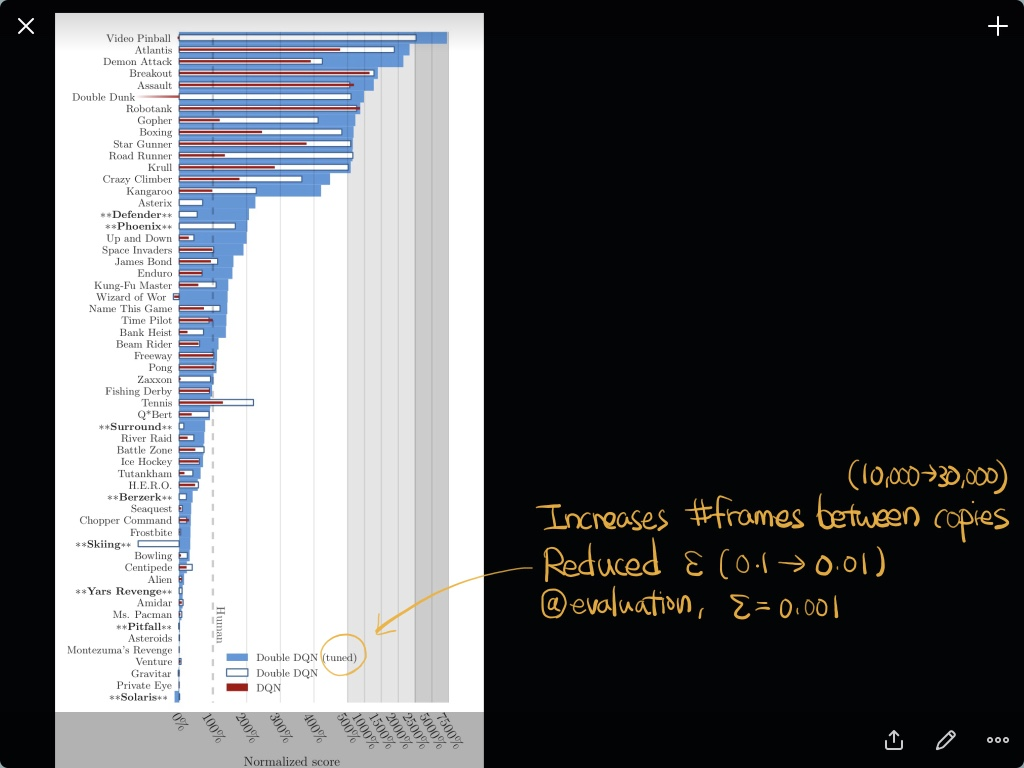 Video Pinball
Atlantis
Demon Attack
Breakout
Assault
Double Dunk
Robotank
Gopher
Boxing
Star Gunner
Road Runner
Krull
Crazy Climber
Kangaroo
Asterix
**Defender**
**Phoenix**
Up and Down
Space Invaders
James Bond
Enduro
Kung-Fu Master
Wizard of Wor
Name This Game
Time Pilot
Bank Heist
Beam Rider
Freeway
Pong
Zaxxon
Fishing Derby
Tennis
Q*Bert
**Surround**
River Raid
Battle Zone
Ice Hockey
Tutankham
H.E.R.O.
**Berzerk**
Seaquest
Chopper Command
Frostbite
**Skiing**
Bowling
Centipede
Alien
**Yars Revenge**
Amidar
Ms. Pacman
**Pitfall**
Asteroids
Montezuma's Revenge
Venture
Gravitar
Private Eye
**Solaris**
Human
Double DQN (tuned)
Double DQN
DQN
0% 100% 200% 300% 400% 500% 1000% 1500% 2000% 2500% 5000% 7500%
Normalized score
(10,000→30,000)
Increases #frames between copies
Reduced ε (0.1 → 0.01)
@evaluation, ε = 0.001